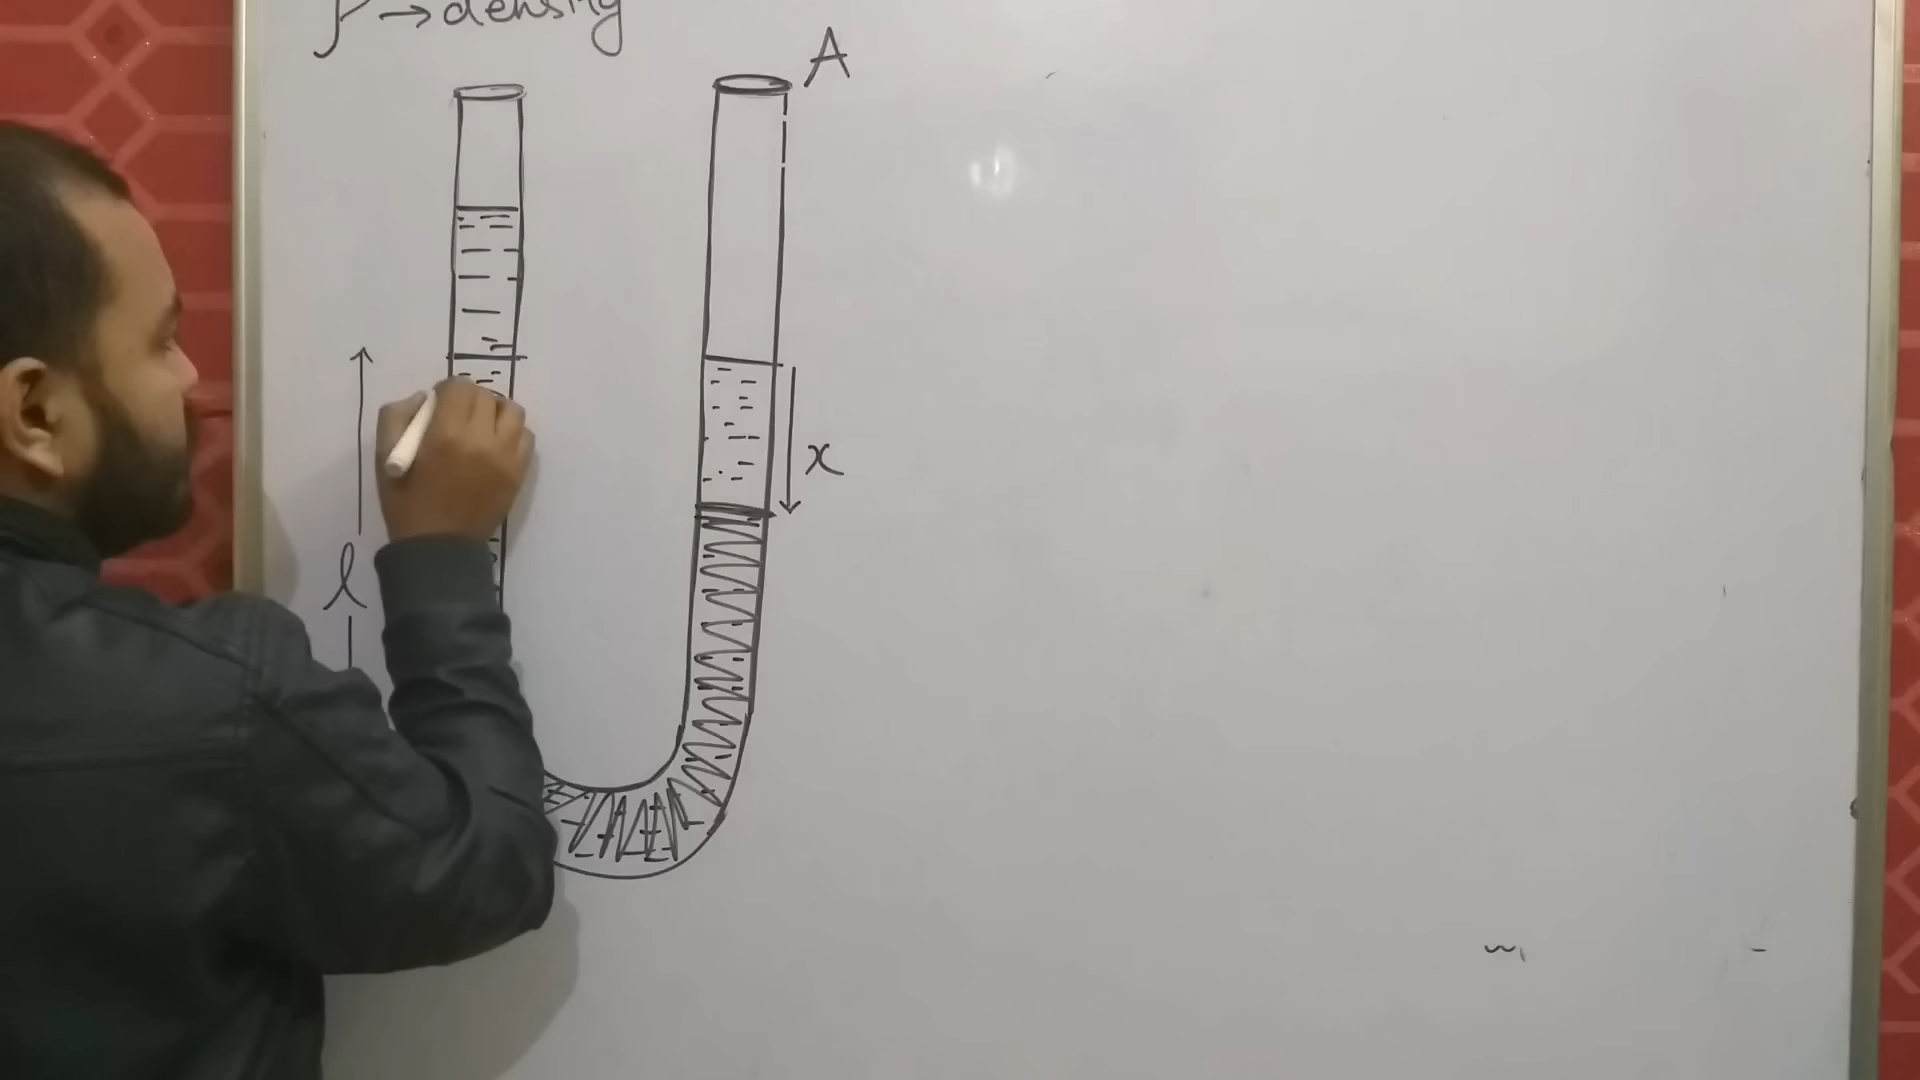 ρ → density
A
x
l